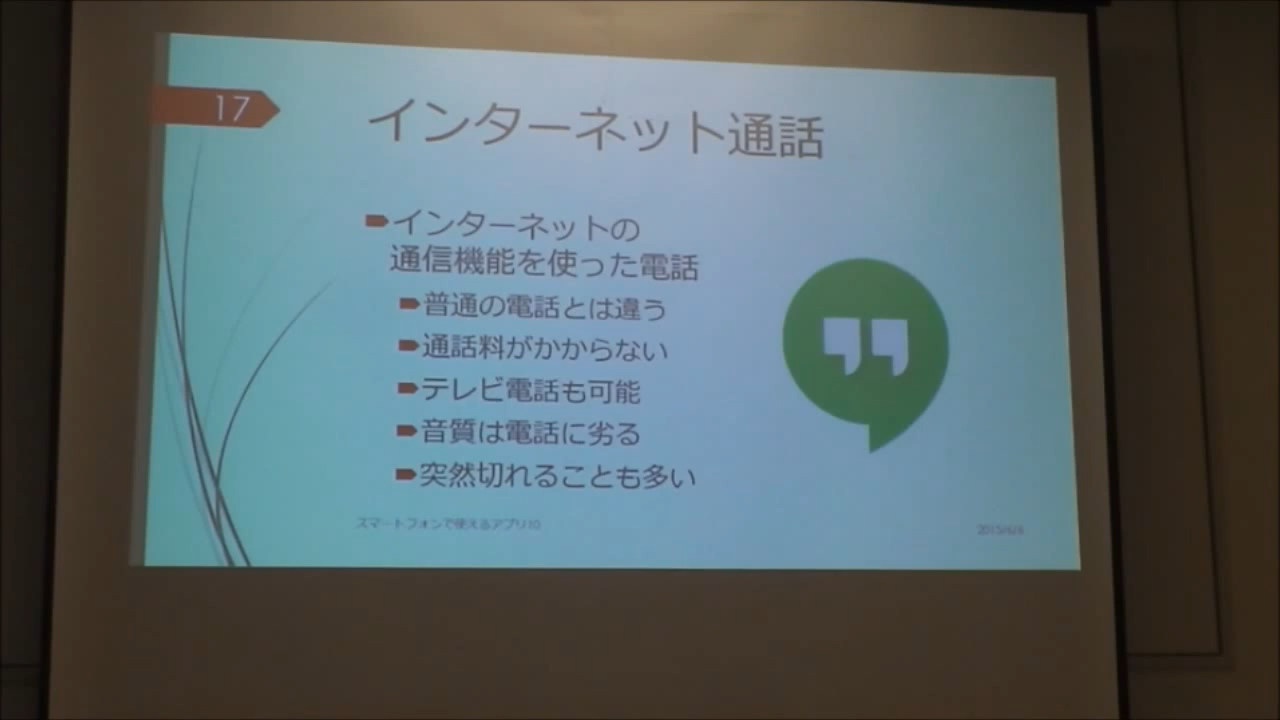 17
インターネット通話
インターネットの
通信機能を使った電話
普通の電話とは違う
通話料がかからない
テレビ電話も可能
音質は電話に劣る
突然切れることも多い
スマートフォンで使えるアプリ10
2015/6/6